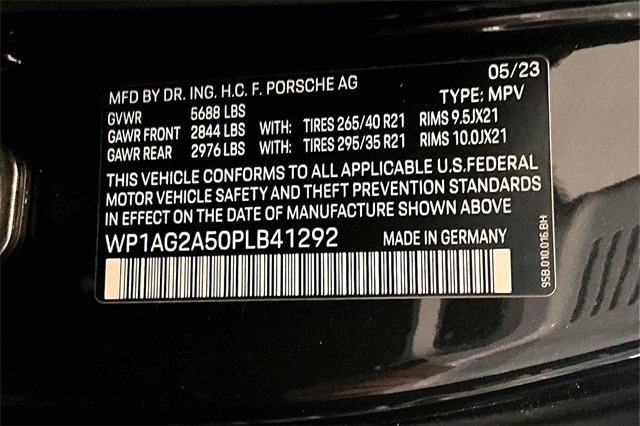 MFD BY DR. ING. H.C. F. PORSCHE AG 05/23
GVWR 5688 LBS TYPE: MPV
GAWR FRONT 2844 LBS WITH: TIRES 265/40 R21 RIMS 9.5JX21
GAWR REAR 2976 LBS WITH: TIRES 295/35 R21 RIMS 10.0JX21
THIS VEHICLE CONFORMS TO ALL APPLICABLE U.S.FEDERAL
MOTOR VEHICLE SAFETY AND THEFT PREVENTION STANDARDS
IN EFFECT ON THE DATE OF MANUFACTURE SHOWN ABOVE
WP1AG2A50PLB41292 MADE IN GERMANY
95B.010.016.BH